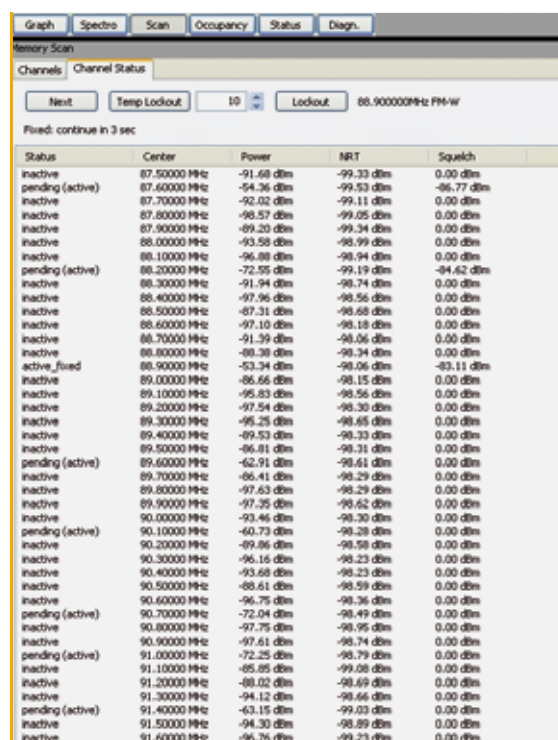 Graph Spectro Scan Occupancy Status Diagn.
Memory Scan
Channels Channel Status
Next Temp Lockout 10 Lockout 88.900000MHz FM-W
Fixed: continue in 3 sec
Status Center Power NRT Squelch
inactive 87.50000 MHz -91.68 dBm -99.33 dBm 0.00 dBm
pending (active) 87.60000 MHz -54.36 dBm -99.53 dBm -86.77 dBm
inactive 87.70000 MHz -92.02 dBm -99.11 dBm 0.00 dBm
inactive 87.80000 MHz -98.57 dBm -99.05 dBm 0.00 dBm
inactive 87.90000 MHz -89.20 dBm -99.34 dBm 0.00 dBm
inactive 88.00000 MHz -93.58 dBm -98.99 dBm 0.00 dBm
inactive 88.10000 MHz -96.88 dBm -98.94 dBm 0.00 dBm
pending (active) 88.20000 MHz -72.55 dBm -99.19 dBm -84.62 dBm
inactive 88.30000 MHz -91.94 dBm -98.74 dBm 0.00 dBm
inactive 88.40000 MHz -97.96 dBm -98.56 dBm 0.00 dBm
inactive 88.50000 MHz -87.31 dBm -98.68 dBm 0.00 dBm
inactive 88.60000 MHz -97.10 dBm -98.18 dBm 0.00 dBm
inactive 88.70000 MHz -91.39 dBm -98.06 dBm 0.00 dBm
inactive 88.80000 MHz -88.38 dBm -98.34 dBm 0.00 dBm
active_fixed 88.90000 MHz -53.34 dBm -98.06 dBm -83.11 dBm
inactive 89.00000 MHz -86.66 dBm -98.15 dBm 0.00 dBm
inactive 89.10000 MHz -95.83 dBm -98.56 dBm 0.00 dBm
inactive 89.20000 MHz -97.54 dBm -98.30 dBm 0.00 dBm
inactive 89.30000 MHz -95.25 dBm -98.65 dBm 0.00 dBm
inactive 89.40000 MHz -89.53 dBm -98.33 dBm 0.00 dBm
inactive 89.50000 MHz -86.81 dBm -98.31 dBm 0.00 dBm
pending (active) 89.60000 MHz -62.91 dBm -98.61 dBm 0.00 dBm
inactive 89.70000 MHz -86.41 dBm -98.29 dBm 0.00 dBm
inactive 89.80000 MHz -97.63 dBm -98.29 dBm 0.00 dBm
inactive 89.90000 MHz -97.35 dBm -98.62 dBm 0.00 dBm
inactive 90.00000 MHz -93.46 dBm -98.30 dBm 0.00 dBm
pending (active) 90.10000 MHz -60.73 dBm -98.28 dBm 0.00 dBm
inactive 90.20000 MHz -89.86 dBm -98.58 dBm 0.00 dBm
inactive 90.30000 MHz -96.16 dBm -98.23 dBm 0.00 dBm
inactive 90.40000 MHz -93.68 dBm -98.23 dBm 0.00 dBm
inactive 90.50000 MHz -88.61 dBm -98.59 dBm 0.00 dBm
inactive 90.60000 MHz -96.75 dBm -98.36 dBm 0.00 dBm
pending (active) 90.70000 MHz -72.04 dBm -98.49 dBm 0.00 dBm
inactive 90.80000 MHz -97.75 dBm -98.95 dBm 0.00 dBm
inactive 90.90000 MHz -97.61 dBm -98.74 dBm 0.00 dBm
pending (active) 91.00000 MHz -72.25 dBm -98.79 dBm 0.00 dBm
inactive 91.10000 MHz -85.85 dBm -99.08 dBm 0.00 dBm
inactive 91.20000 MHz -88.02 dBm -98.69 dBm 0.00 dBm
inactive 91.30000 MHz -94.12 dBm -98.66 dBm 0.00 dBm
pending (active) 91.40000 MHz -63.15 dBm -99.03 dBm 0.00 dBm
inactive 91.50000 MHz -94.30 dBm -98.89 dBm 0.00 dBm
inactive 91.60000 MHz -96.76 dBm -99.23 dBm 0.00 dBm